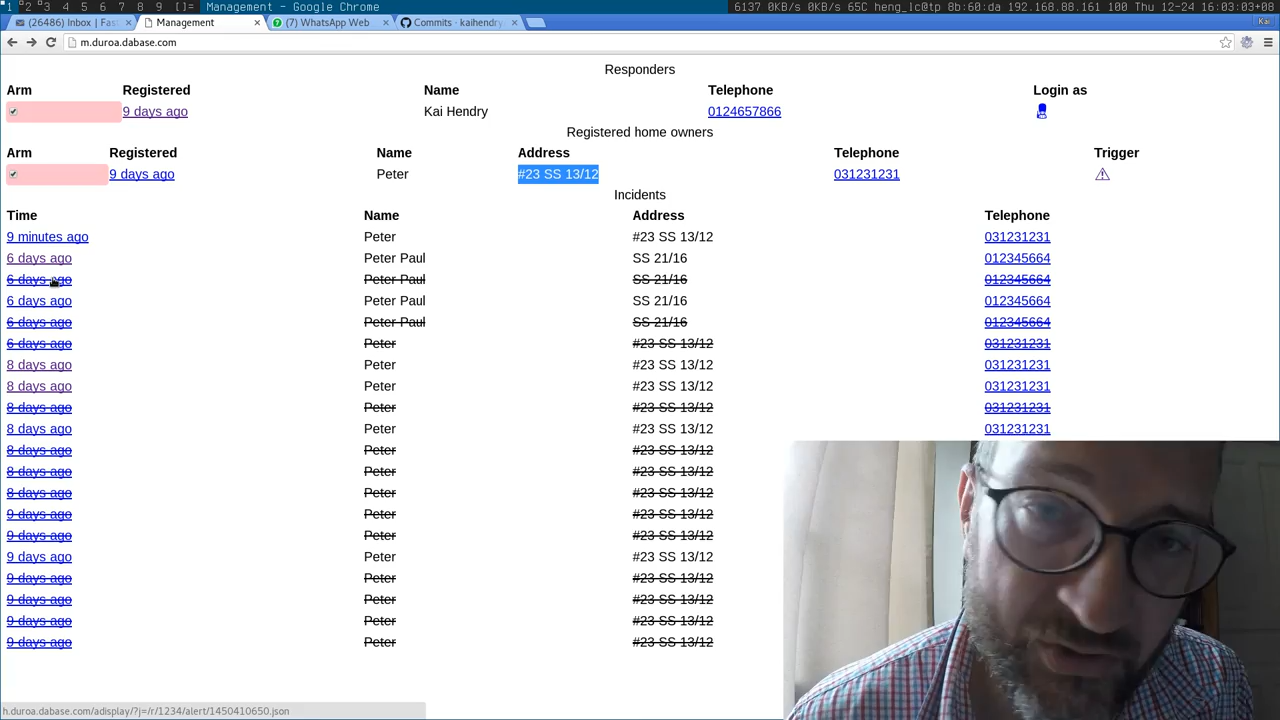 1 2 3 4 5 6 7 8 9 []= Management - Google Chrome 6137 0KB/s 0KB/s 65C heng_lc@tp 8b:60:da 192.168.88.161 100 Thu 12-24 16:03:03+08
(26486) Inbox | Fast Management (7) WhatsApp Web Commits · kaihendry Kai
m.duroa.dabase.com
Responders
Arm Registered Name Telephone Login as
9 days ago Kai Hendry 0124657866
Registered home owners
Arm Registered Name Address Telephone Trigger
9 days ago Peter #23 SS 13/12 031231231
Incidents
Time Name Address Telephone
9 minutes ago Peter #23 SS 13/12 031231231
6 days ago Peter Paul SS 21/16 012345664
6 days ago Peter Paul SS 21/16 012345664
6 days ago Peter Paul SS 21/16 012345664
6 days ago Peter Paul SS 21/16 012345664
6 days ago Peter #23 SS 13/12 031231231
8 days ago Peter #23 SS 13/12 031231231
8 days ago Peter #23 SS 13/12 031231231
8 days ago Peter #23 SS 13/12 031231231
8 days ago Peter #23 SS 13/12 031231231
8 days ago Peter #23 SS 13/12
8 days ago Peter #23 SS 13/12
8 days ago Peter #23 SS 13/12
9 days ago Peter #23 SS 13/12
9 days ago Peter #23 SS 13/12
9 days ago Peter #23 SS 13/12
9 days ago Peter #23 SS 13/12
9 days ago Peter #23 SS 13/12
9 days ago Peter #23 SS 13/12
9 days ago Peter #23 SS 13/12
h.duroa.dabase.com/adisplay/?j=/r/1234/alert/1450410650.json